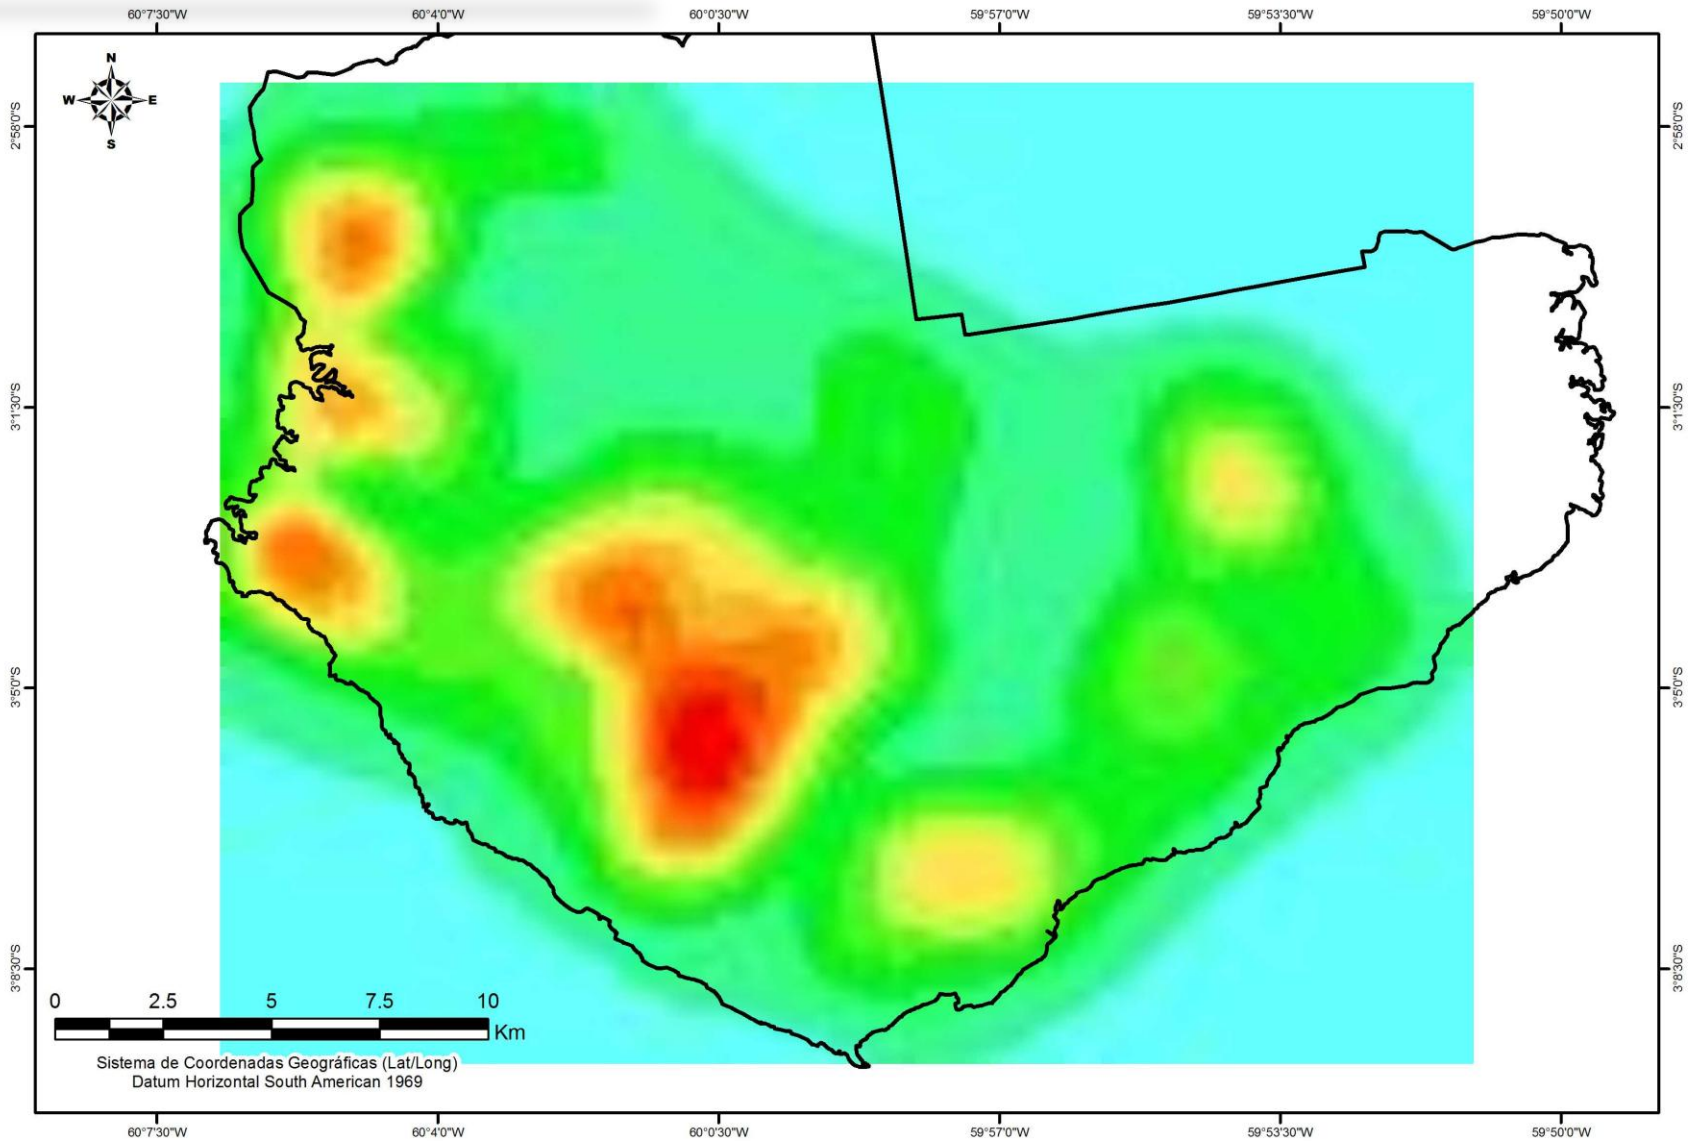 60°7'30"W 60°4'0"W 60°0'30"W 59°57'0"W 59°53'30"W 59°50'0"W
N
W E
S
2°58'0"S 2°58'0"S
3°1'30"S 3°1'30"S
3°5'0"S 3°5'0"S
3°8'30"S 3°8'30"S
0 2.5 5 7.5 10
Km
Sistema de Coordenadas Geográficas (Lat/Long)
Datum Horizontal South American 1969
60°7'30"W 60°4'0"W 60°0'30"W 59°57'0"W 59°53'30"W 59°50'0"W